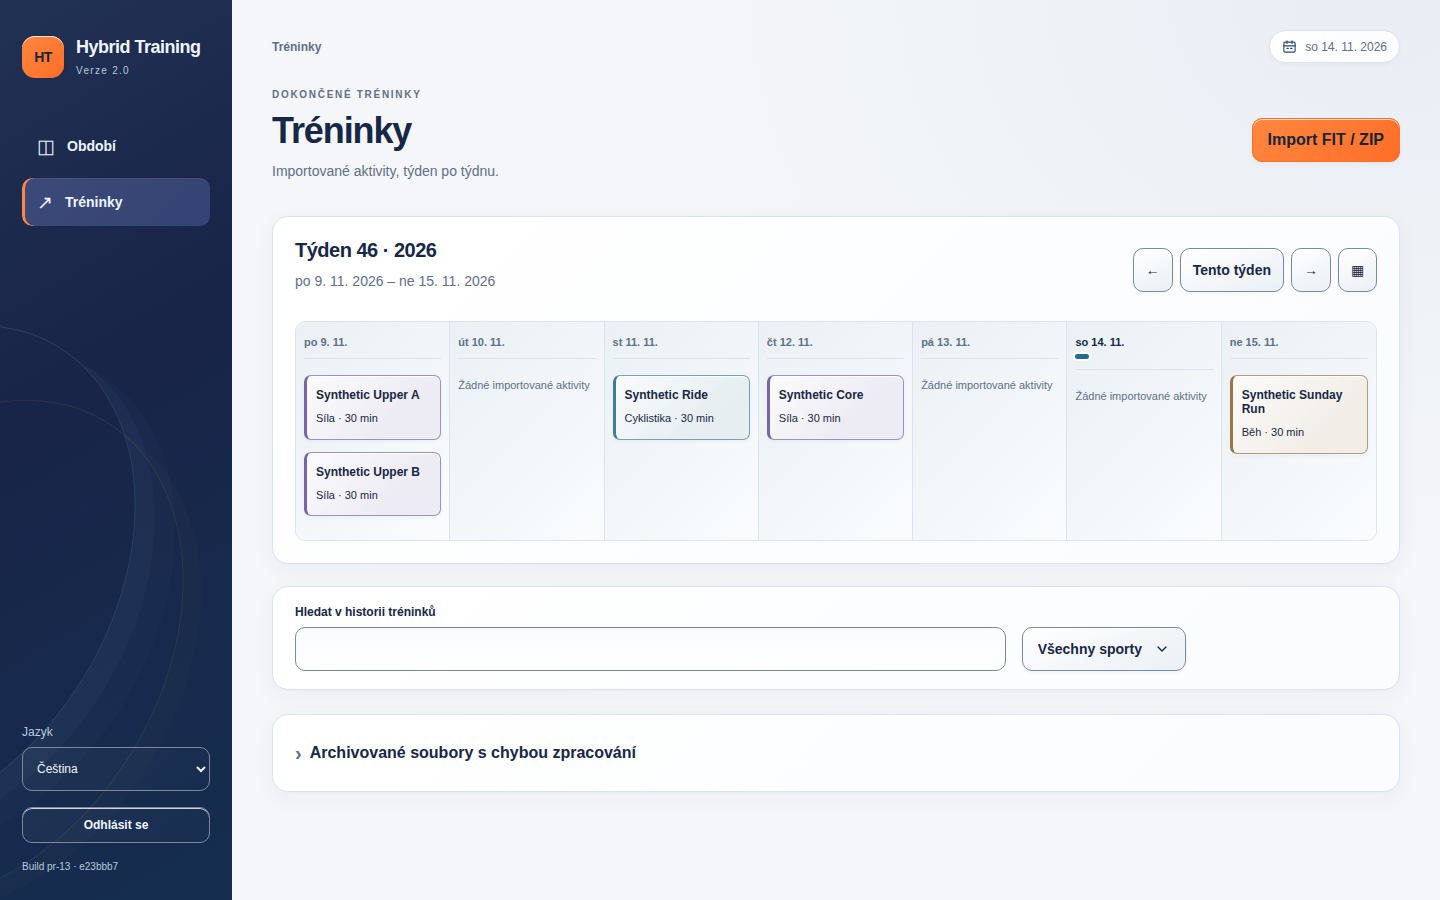 HT
Hybrid Training
Verze 2.0
Období
Tréninky
Jazyk
Čeština
Odhlásit se
Build pr-13 · e23bbb7
Tréninky
so 14. 11. 2026
DOKONČENÉ TRÉNINKY
Tréninky
Importované aktivity, týden po týdnu.
Import FIT / ZIP
Týden 46 · 2026
po 9. 11. 2026 – ne 15. 11. 2026
←
Tento týden
→
po 9. 11.
Synthetic Upper A
Síla · 30 min
Synthetic Upper B
Síla · 30 min
út 10. 11.
Žádné importované aktivity
st 11. 11.
Synthetic Ride
Cyklistika · 30 min
čt 12. 11.
Synthetic Core
Síla · 30 min
pá 13. 11.
Žádné importované aktivity
so 14. 11.
Žádné importované aktivity
ne 15. 11.
Synthetic Sunday
Run
Běh · 30 min
Hledat v historii tréninků
Všechny sporty
› Archivované soubory s chybou zpracování